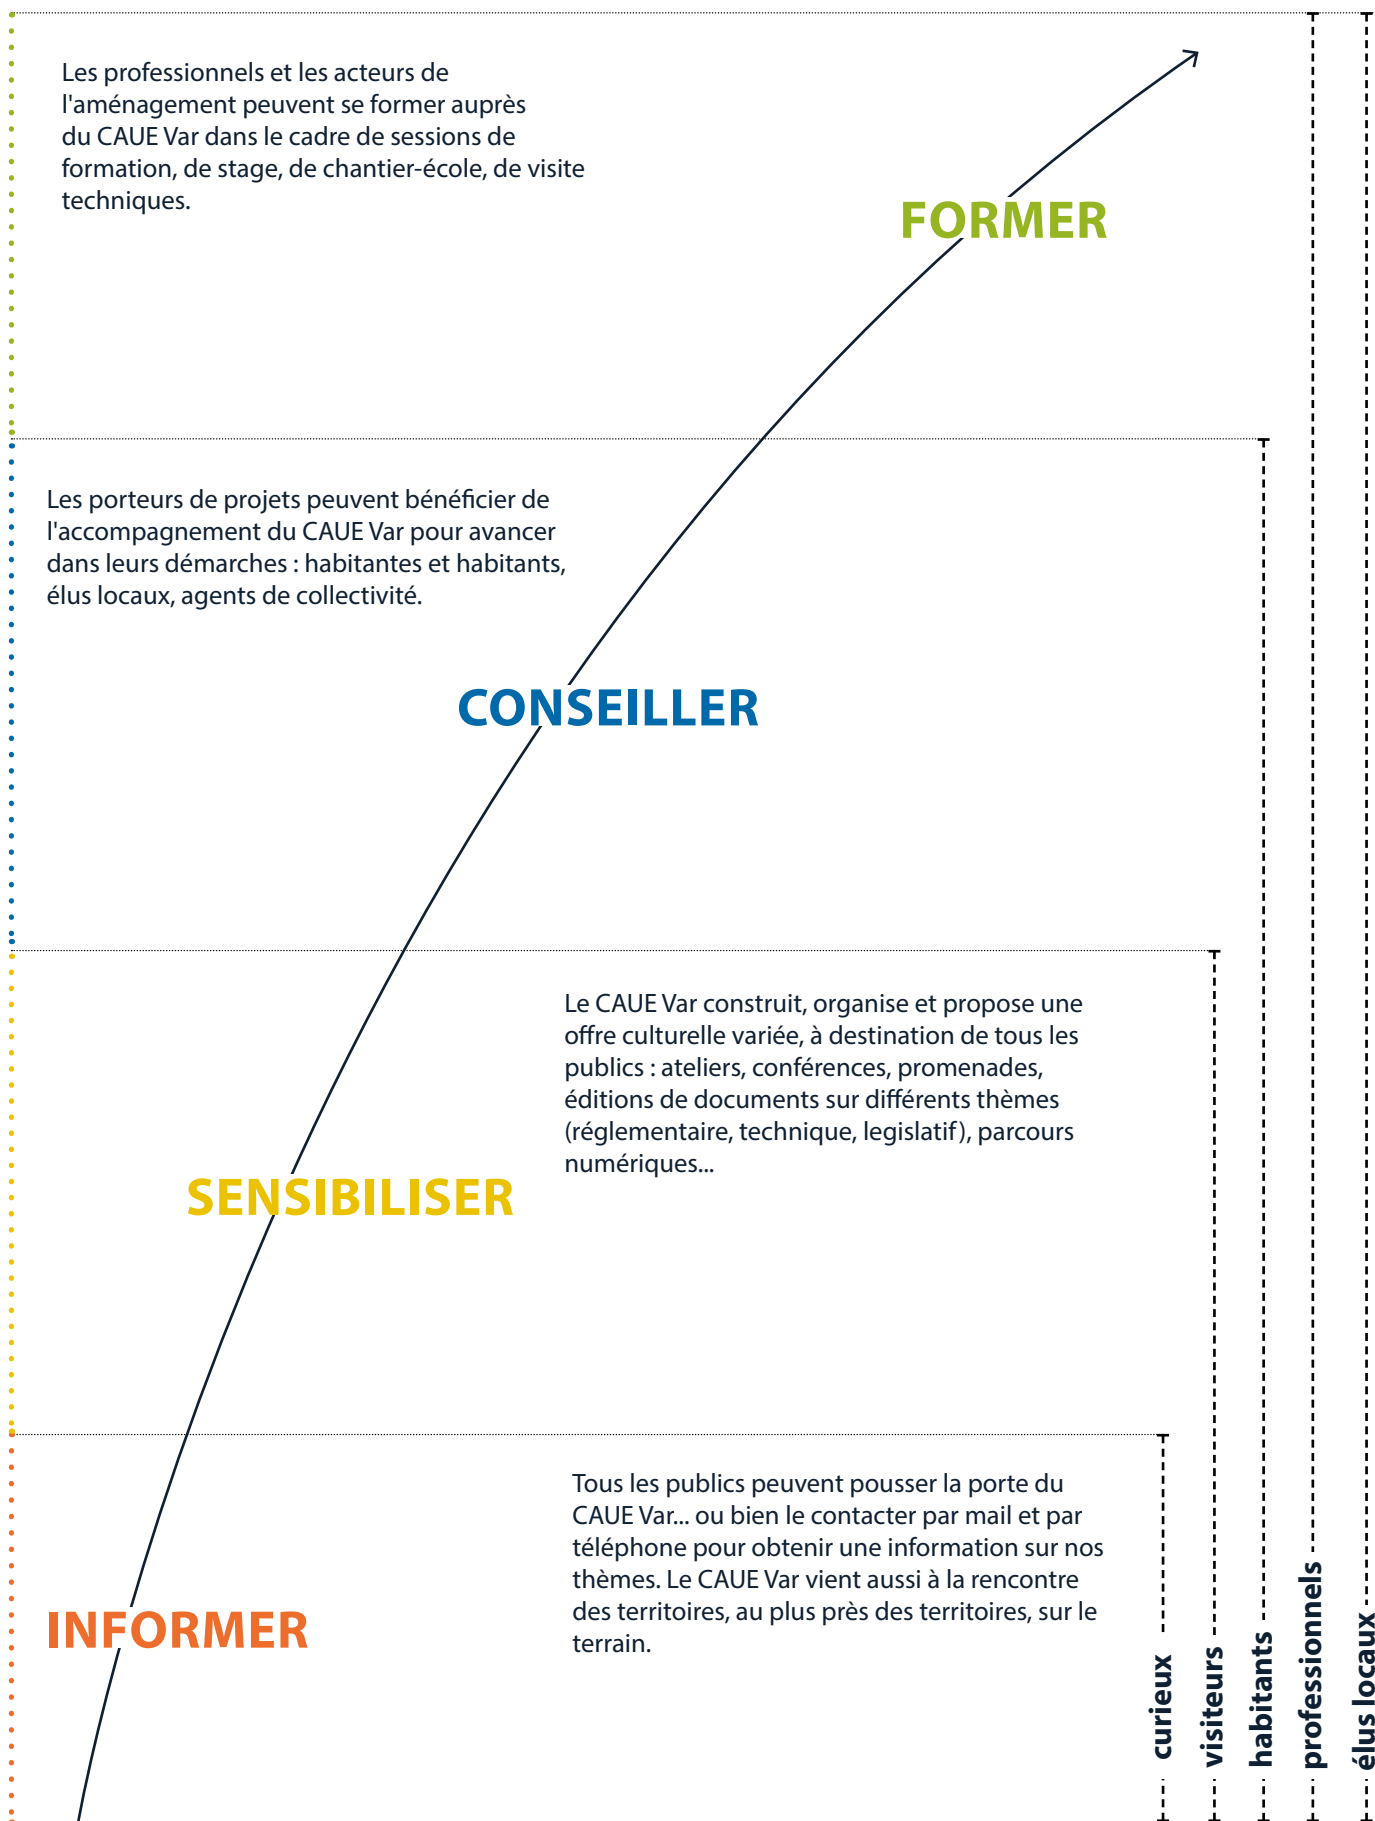 Les professionnels et les acteurs de
l'aménagement peuvent se former auprès
du CAUE Var dans le cadre de sessions de
formation, de stage, de chantier-école, de visite
techniques.
FORMER
Les porteurs de projets peuvent bénéficier de
l'accompagnement du CAUE Var pour avancer
dans leurs démarches : habitantes et habitants,
élus locaux, agents de collectivité.
CONSEILLER
Le CAUE Var construit, organise et propose une
offre culturelle variée, à destination de tous les
publics : ateliers, conférences, promenades,
éditions de documents sur différents thèmes
(réglementaire, technique, legislatif), parcours
numériques...
SENSIBILISER
Tous les publics peuvent pousser la porte du
CAUE Var... ou bien le contacter par mail et par
téléphone pour obtenir une information sur nos
thèmes. Le CAUE Var vient aussi à la rencontre
des territoires, au plus près des territoires, sur le
terrain.
INFORMER
curieux
visiteurs
habitants
professionnels
élus locaux